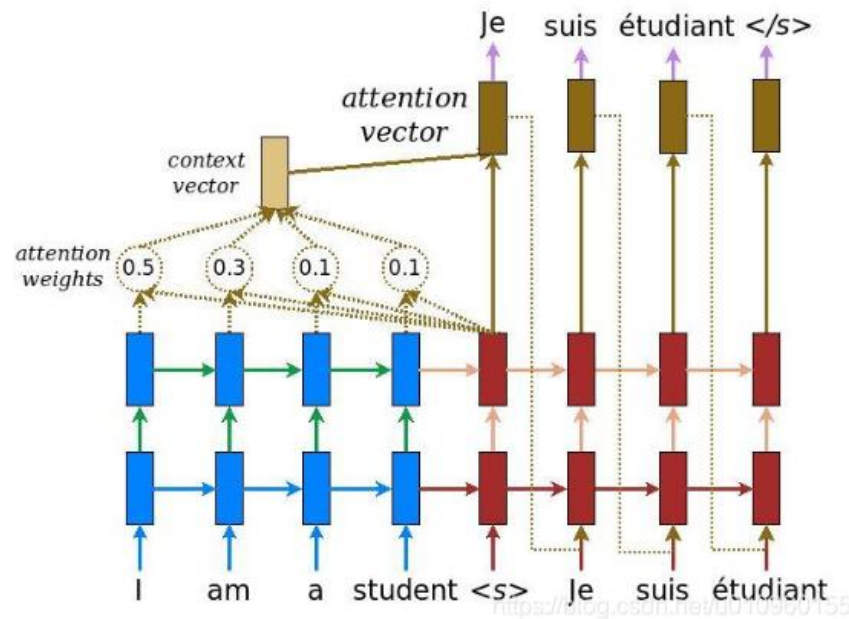 Je suis étudiant </s>
attention
vector
context
vector
attention
weights
0.5 0.3 0.1 0.1
I am a student <s> Je suis étudiant
https://blog.csdn.net/u010960155